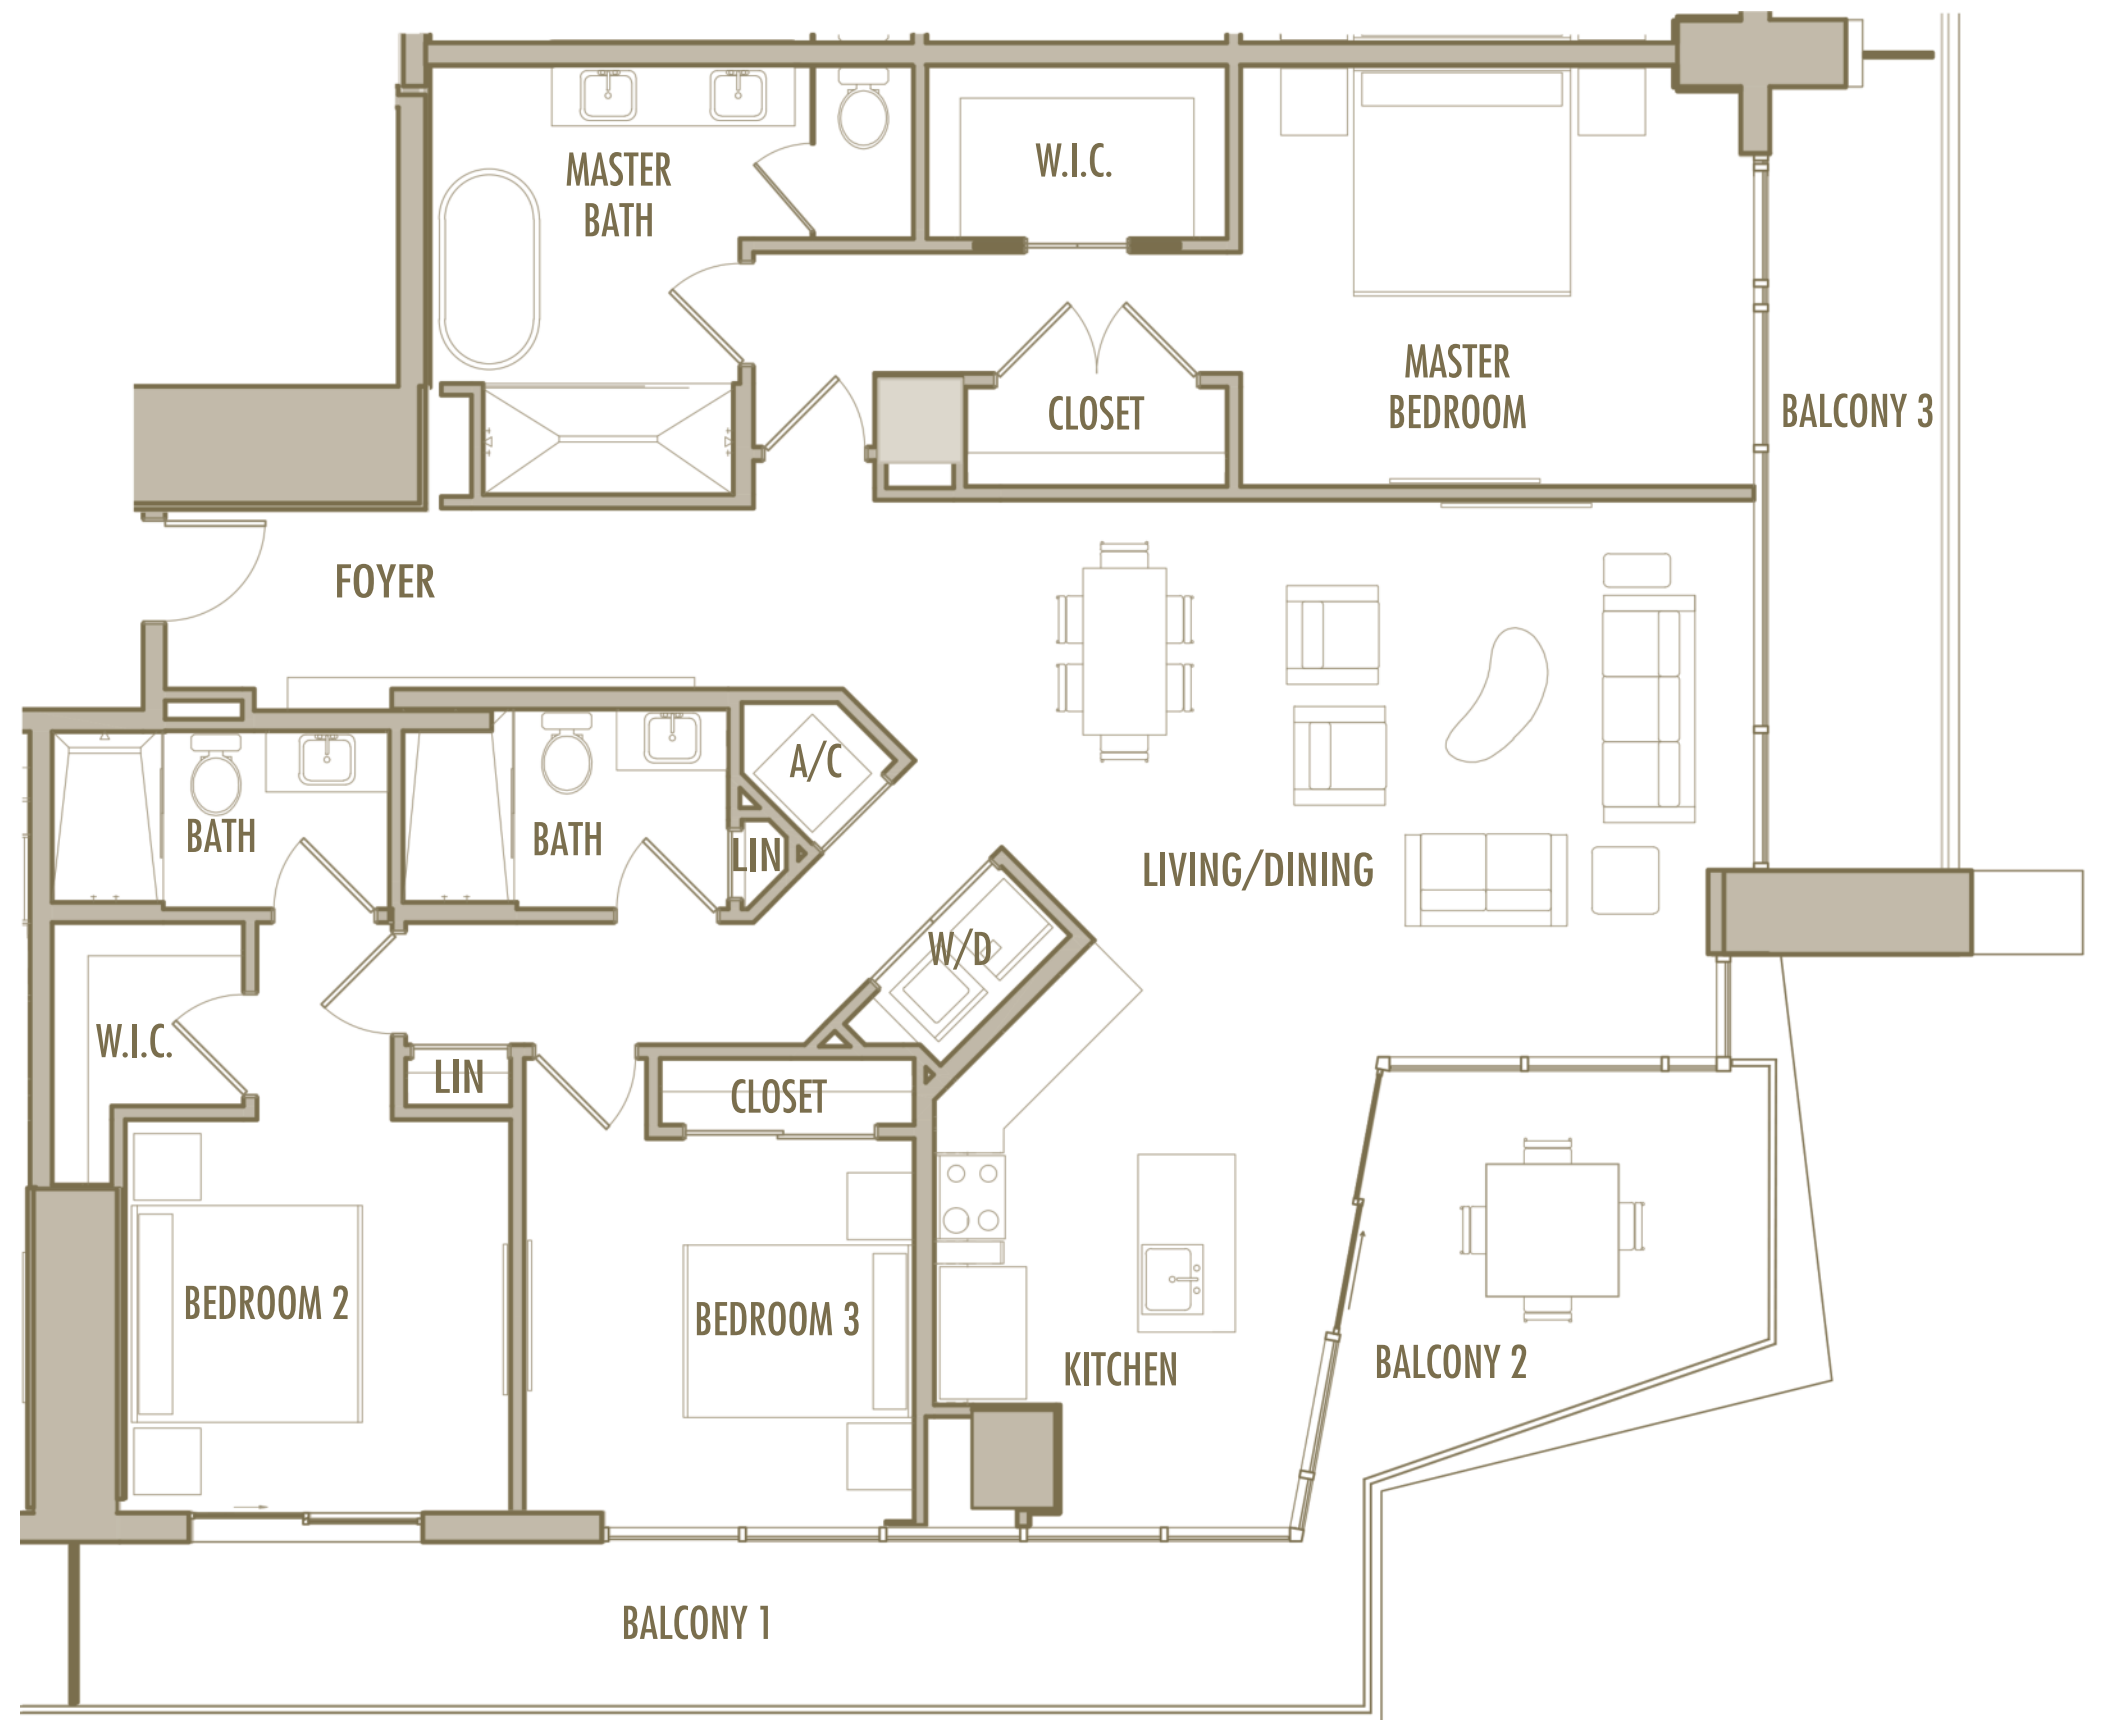 MASTER
BATH
W.I.C.
MASTER
BEDROOM
CLOSET
BALCONY 3
FOYER
A/C
BATH
BATH
LIN
LIVING/DINING
W/D
W.I.C.
LIN
CLOSET
BEDROOM 2
BEDROOM 3
KITCHEN
BALCONY 2
BALCONY 1